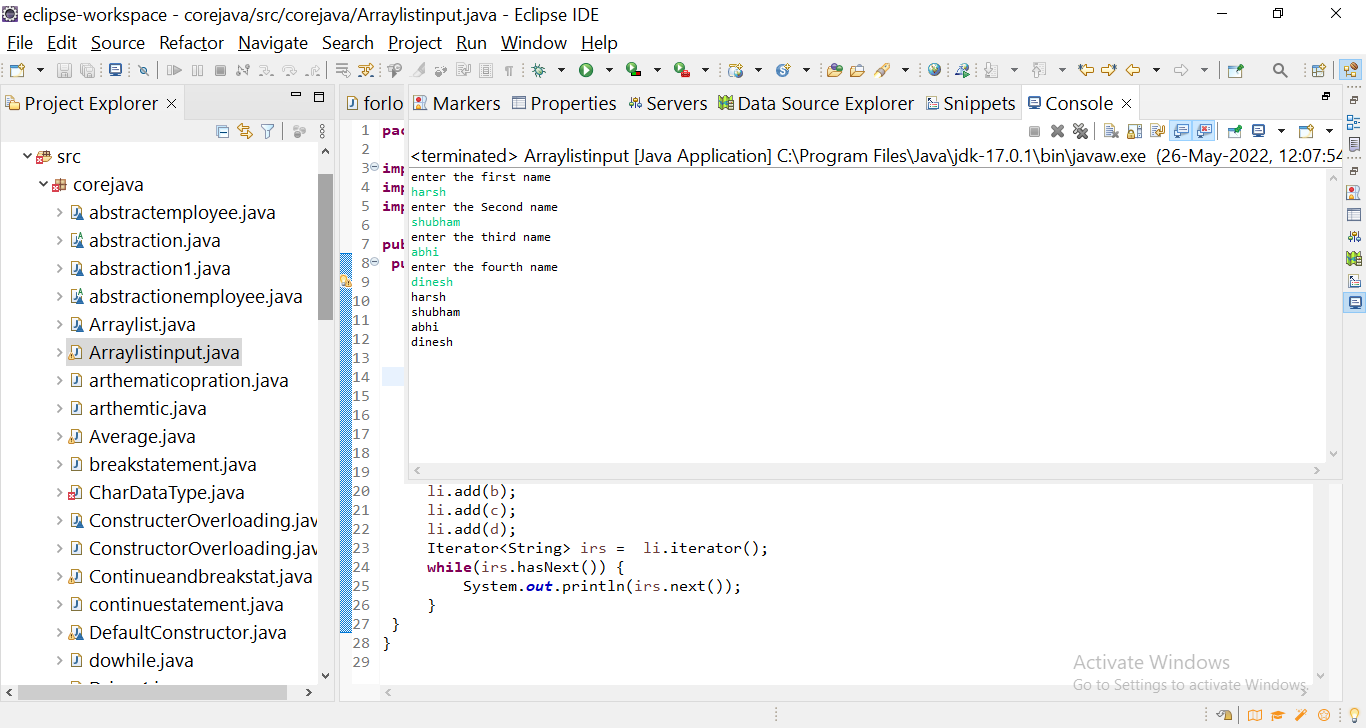 eclipse-workspace - corejava/src/corejava/Arraylistinput.java - Eclipse IDE
File Edit Source Refactor Navigate Search Project Run Window Help
Project Explorer
src
corejava
abstractemployee.java
abstraction.java
abstraction1.java
abstractionemployee.java
Arraylist.java
Arraylistinput.java
arthematicopration.java
arthemtic.java
Average.java
breakstatement.java
CharDataType.java
ConstructerOverloading.jav
ConstructorOverloading.jav
Continueandbreakstat.java
continuestatement.java
DefaultConstructor.java
dowhile.java
forlo Markers Properties Servers Data Source Explorer Snippets Console
<terminated> Arraylistinput [Java Application] C:\Program Files\Java\jdk-17.0.1\bin\javaw.exe (26-May-2022, 12:07:54
enter the first name
harsh
enter the Second name
shubham
enter the third name
abhi
enter the fourth name
dinesh
harsh
shubham
abhi
dinesh
1 pac
2
3 imp
4 imp
5 imp
6
7 pub
8 pu
9
10
11
12
13
14
15
16
17
18
19
20 li.add(b);
21 li.add(c);
22 li.add(d);
23 Iterator<String> irs = li.iterator();
24 while(irs.hasNext()) {
25 System.out.println(irs.next());
26 }
27 }
28 }
29
Activate Windows
Go to Settings to activate Windows.